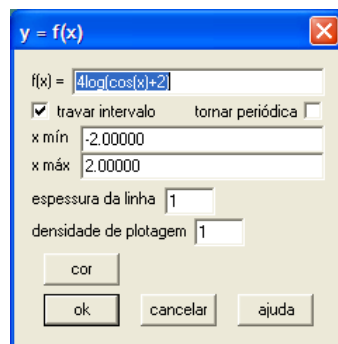 y = f(x)
f(x) = 4log(cos(x)+2)
travar intervalo tornar periódica
x mín -2.00000
x máx 2.00000
espessura da linha 1
densidade de plotagem 1
cor
ok cancelar ajuda